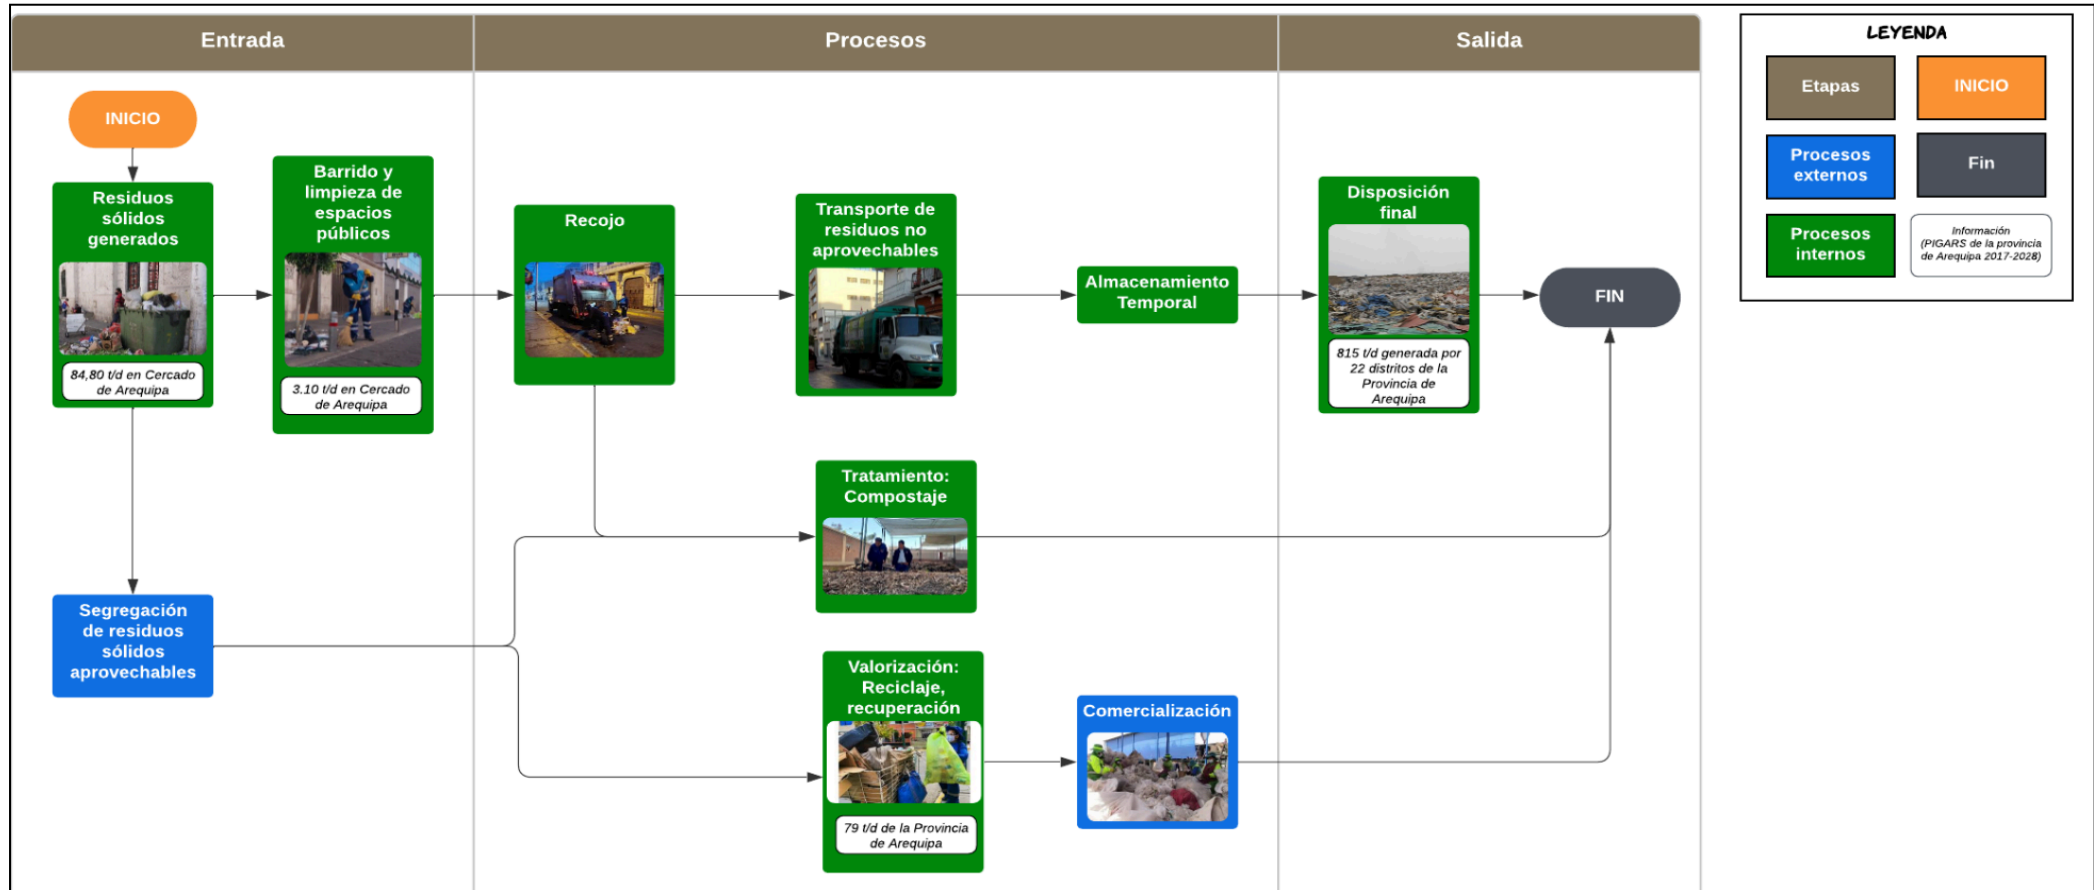 Entrada
Procesos
Salida
INICIO
Residuos
sólidos
generados
84,80 t/d en Cercado
de Arequipa
Barrido y
limpieza de
espacios
públicos
3.10 t/d en Cercado
de Arequipa
Recojo
Transporte de
residuos no
aprovechables
Almacenamiento
Temporal
Disposición
final
815 t/d generada por
22 distritos de la
Provincia de
Arequipa
FIN
Tratamiento:
Compostaje
Segregación
de residuos
sólidos
aprovechables
Valorización:
Reciclaje,
recuperación
79 t/d de la Provincia
de Arequipa
Comercialización
LEYENDA
Etapas
INICIO
Procesos
externos
Fin
Procesos
internos
Información
(PIGARS de la provincia
de Arequipa 2017-2028)